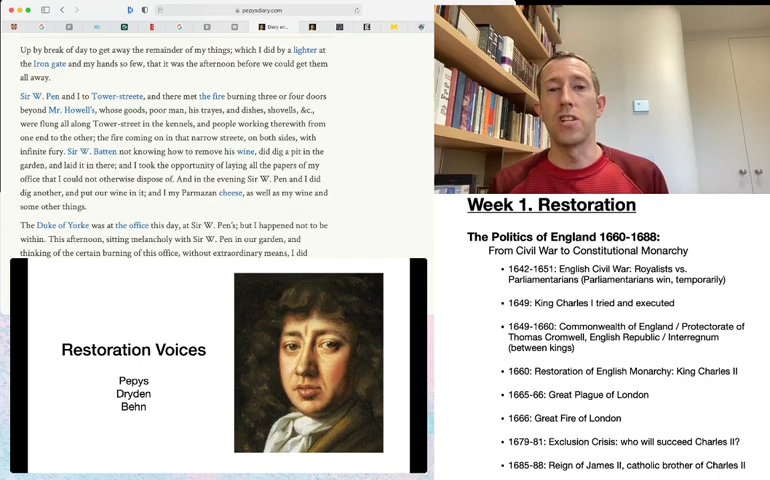 pepysdiary.com
Diary an...
Up by break of day to get away the remainder of my things; which I did by a lighter at
the Iron gate and my hands so few, that it was the afternoon before we could get them
all away.
Sir W. Pen and I to Tower-streete, and there met the fire burning three or four doors
beyond Mr. Howell's, whose goods, poor man, his trayes, and dishes, shovells, &c.,
were flung all along Tower-street in the kennels, and people working therewith from
one end to the other; the fire coming on in that narrow streete, on both sides, with
infinite fury. Sir W. Batten not knowing how to remove his wine, did dig a pit in the
garden, and laid it in there; and I took the opportunity of laying all the papers of my
office that I could not otherwise dispose of. And in the evening Sir W. Pen and I did
dig another, and put our wine in it; and I my Parmazan cheese, as well as my wine and
some other things.
The Duke of Yorke was at the office this day, at Sir W. Pen's; but I happened not to be
within. This afternoon, sitting melancholy with Sir W. Pen in our garden, and
thinking of the certain burning of this office, without extraordinary means, I did
Restoration Voices
Pepys
Dryden
Behn
Week 1. Restoration
The Politics of England 1660-1688:
From Civil War to Constitutional Monarchy
• 1642-1651: English Civil War: Royalists vs.
Parliamentarians (Parliamentarians win, temporarily)
• 1649: King Charles I tried and executed
• 1649-1660: Commonwealth of England / Protectorate of
Thomas Cromwell, English Republic / Interregnum
(between kings)
• 1660: Restoration of English Monarchy: King Charles II
• 1665-66: Great Plague of London
• 1666: Great Fire of London
• 1679-81: Exclusion Crisis: who will succeed Charles II?
• 1685-88: Reign of James II, catholic brother of Charles II